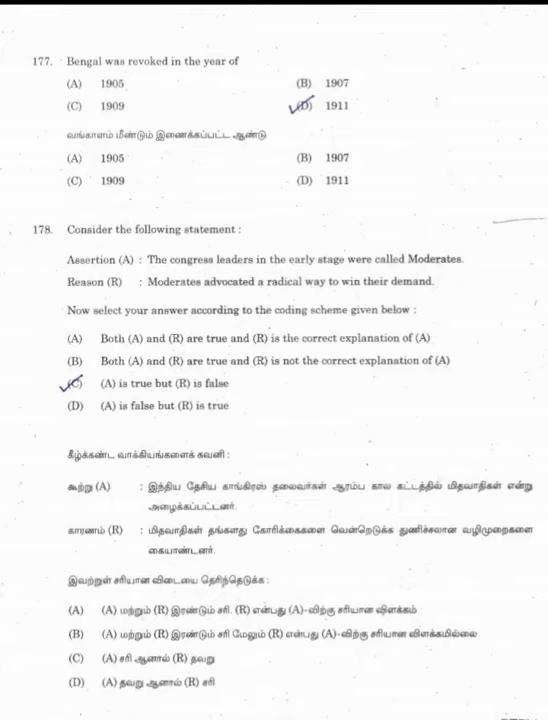 177. Bengal was revoked in the year of
(A) 1905 (B) 1907
(C) 1909 (D) 1911
வங்காளம் மீண்டும் இணைக்கப்பட்ட ஆண்டு
(A) 1905 (B) 1907
(C) 1909 (D) 1911
178. Consider the following statement :
Assertion (A) : The congress leaders in the early stage were called Moderates.
Reason (R) : Moderates advocated a radical way to win their demand.
Now select your answer according to the coding scheme given below :
(A) Both (A) and (R) are true and (R) is the correct explanation of (A)
(B) Both (A) and (R) are true and (R) is not the correct explanation of (A)
(C) (A) is true but (R) is false
(D) (A) is false but (R) is true
கீழ்க்கண்ட வாக்கியங்களைக் கவனி :
கூற்று (A) : இந்திய தேசிய காங்கிரஸ் தலைவர்கள் ஆரம்ப கால கட்டத்தில் மிதவாதிகள் என்று
அழைக்கப்பட்டனர்.
காரணம் (R) : மிதவாதிகள் தங்களது கோரிக்கைகளை வென்றெடுக்க துணிச்சலான வழிமுறைகளை
கையாண்டனர்.
இவற்றுள் சரியான விடையை தெரிந்தெடுக்க :
(A) (A) மற்றும் (R) இரண்டும் சரி. (R) என்பது (A)-விற்கு சரியான விளக்கம்
(B) (A) மற்றும் (R) இரண்டும் சரி மேலும் (R) என்பது (A)-விற்கு சரியான விளக்கமில்லை
(C) (A) சரி ஆனால் (R) தவறு
(D) (A) தவறு ஆனால் (R) சரி